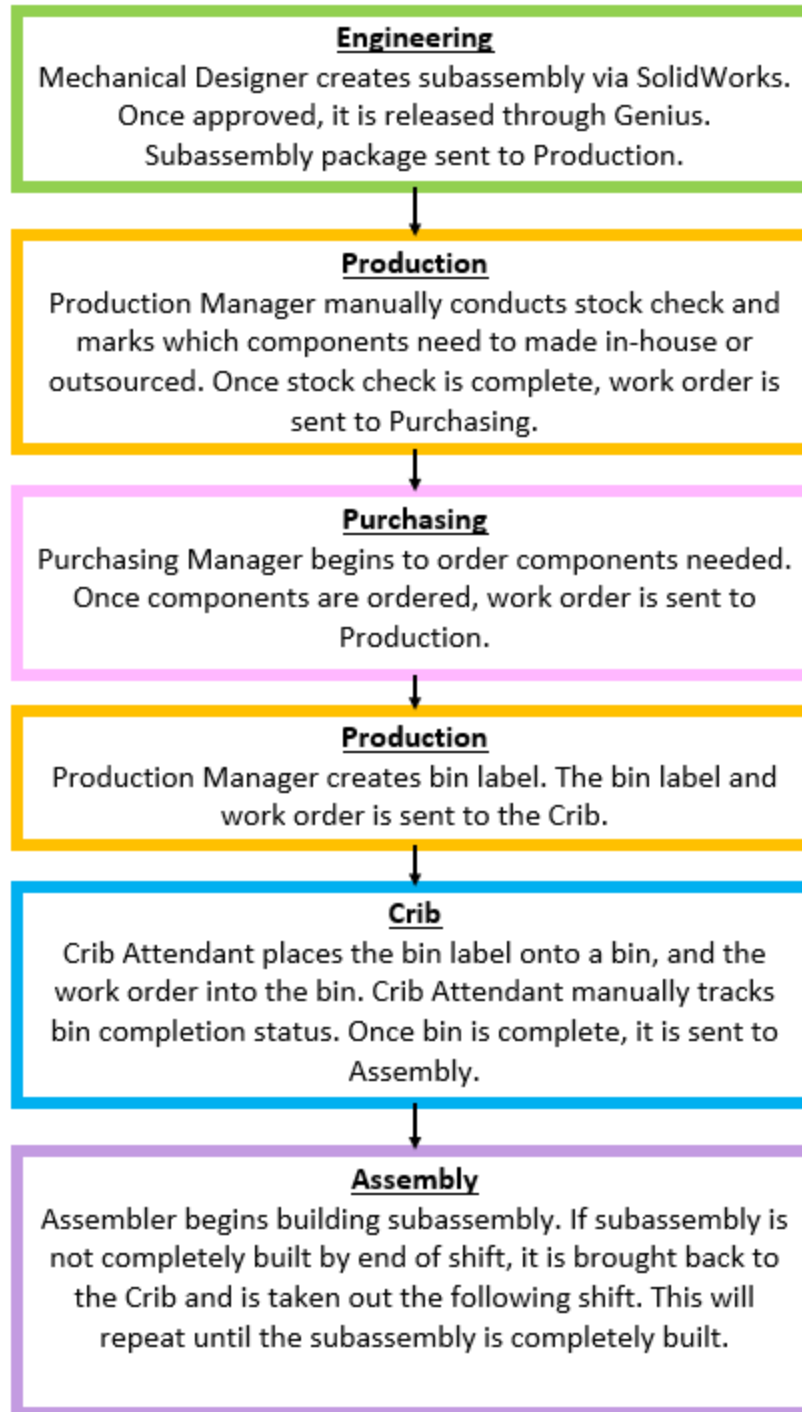 Engineering
Mechanical Designer creates subassembly via SolidWorks.
Once approved, it is released through Genius.
Subassembly package sent to Production.
Production
Production Manager manually conducts stock check and
marks which components need to made in-house or
outsourced. Once stock check is complete, work order is
sent to Purchasing.
Purchasing
Purchasing Manager begins to order components needed.
Once components are ordered, work order is sent to
Production.
Production
Production Manager creates bin label. The bin label and
work order is sent to the Crib.
Crib
Crib Attendant places the bin label onto a bin, and the
work order into the bin. Crib Attendant manually tracks
bin completion status. Once bin is complete, it is sent to
Assembly.
Assembly
Assembler begins building subassembly. If subassembly is
not completely built by end of shift, it is brought back to
the Crib and is taken out the following shift. This will
repeat until the subassembly is completely built.